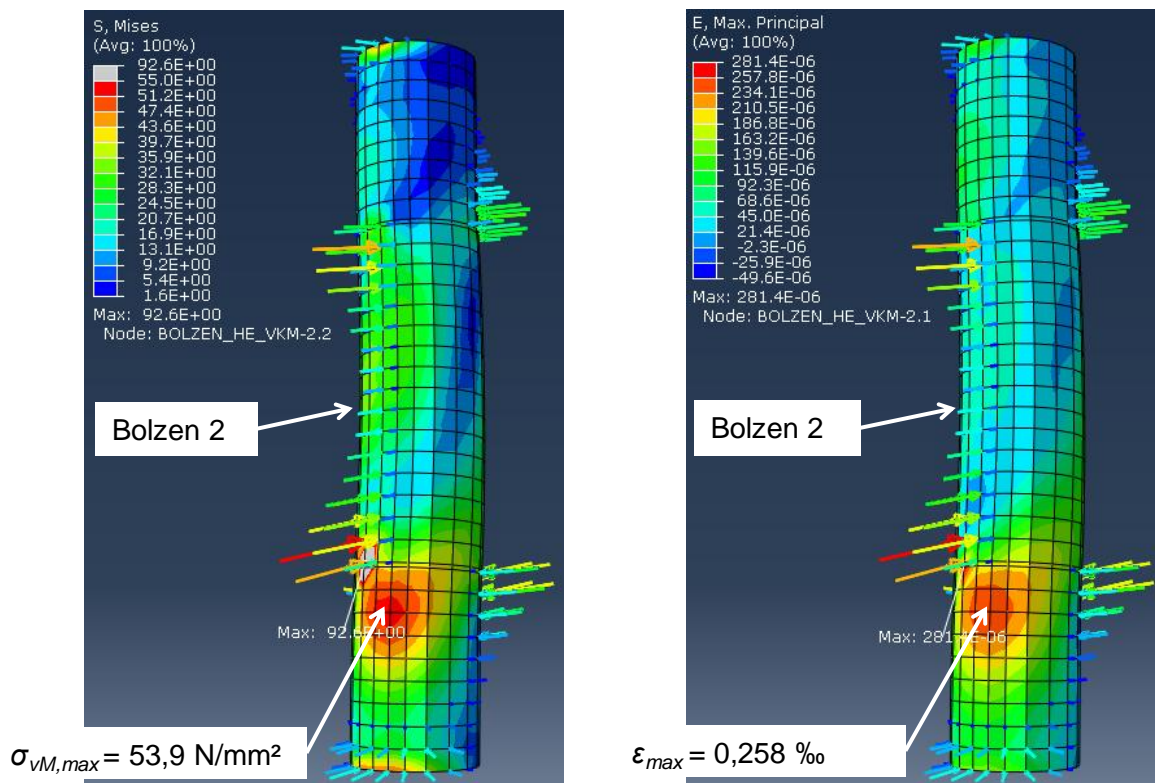 S, Mises
(Avg: 100%)
92.6E+00
55.0E+00
51.2E+00
47.4E+00
43.6E+00
39.7E+00
35.9E+00
32.1E+00
28.3E+00
24.5E+00
20.7E+00
16.9E+00
13.1E+00
9.2E+00
5.4E+00
1.6E+00
Max: 92.6E+00
Node: BOLZEN_HE_VKM-2.2
Bolzen 2
Max: 92.6E+00
σvM,max = 53,9 N/mm²
E, Max. Principal
(Avg: 100%)
281.4E-06
257.8E-06
234.1E-06
210.5E-06
186.8E-06
163.2E-06
139.6E-06
115.9E-06
92.3E-06
68.6E-06
45.0E-06
21.4E-06
-2.3E-06
-25.9E-06
-49.6E-06
Max: 281.4E-06
Node: BOLZEN_HE_VKM-2.1
Bolzen 2
Max: 281.4E-06
εmax = 0,258 ‰